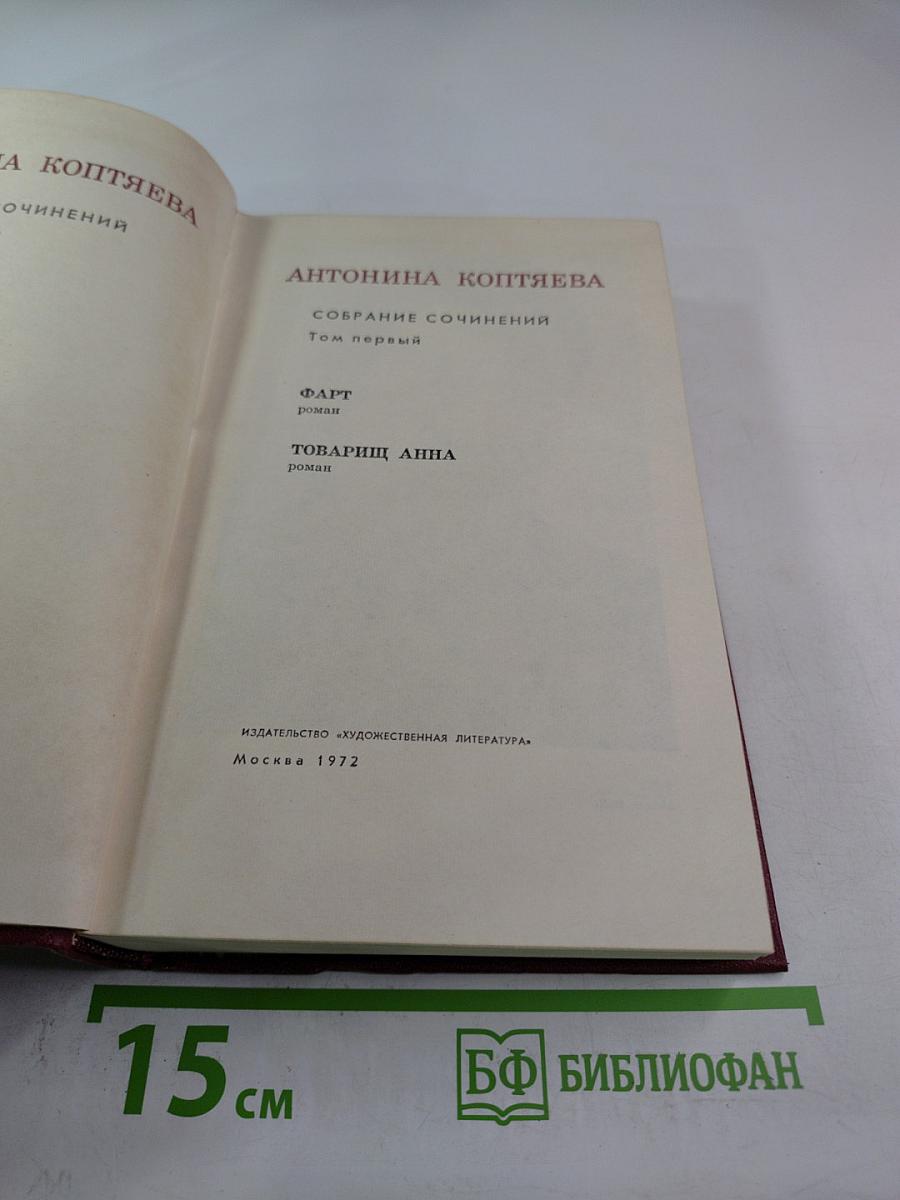 КОПТЯЕВА
СОЧИНЕНИЙ
АНТОНИНА КОПТЯЕВА
СОБРАНИЕ СОЧИНЕНИЙ
Том первый
ФАРТ
роман
ТОВАРИЩ АННА
роман
ИЗДАТЕЛЬСТВО «ХУДОЖЕСТВЕННАЯ ЛИТЕРАТУРА»
Москва 1972
15 см
БФ БИБЛИОФАН